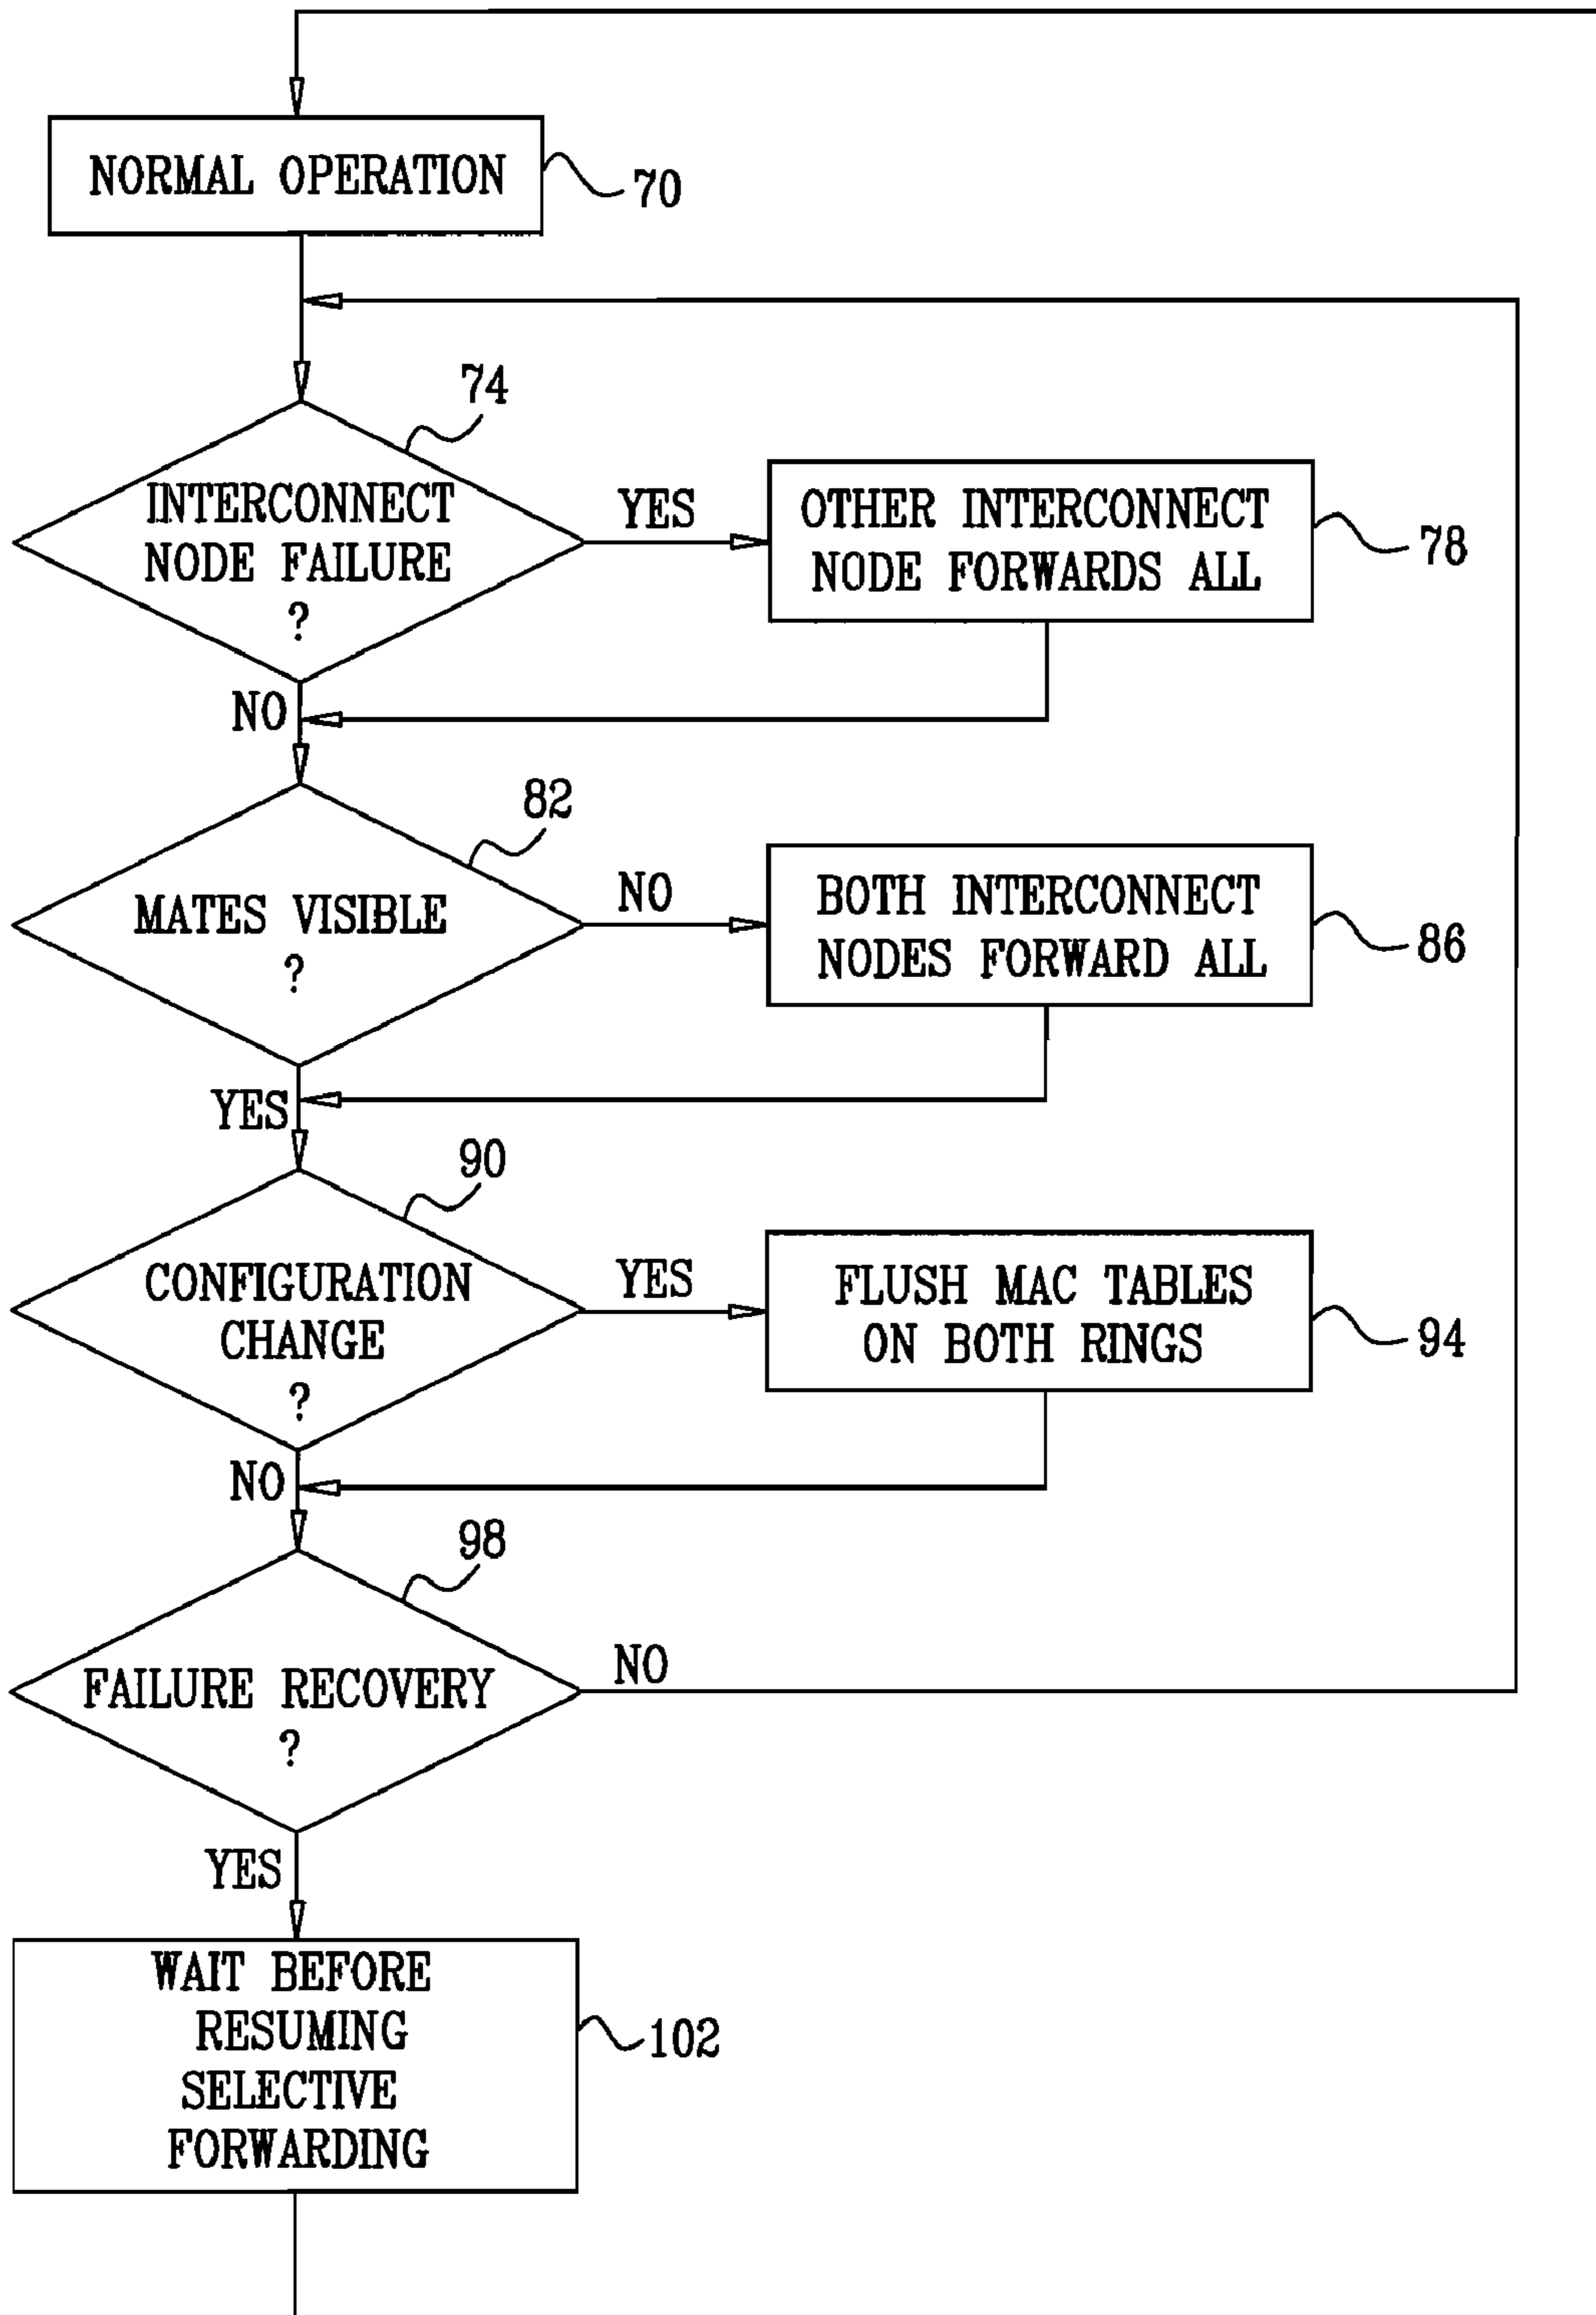 NORMAL OPERATION
70
74
INTERCONNECT
NODE FAILURE
?
YES
OTHER INTERCONNECT
NODE FORWARDS ALL
78
NO
82
MATES VISIBLE
?
NO
BOTH INTERCONNECT
NODES FORWARD ALL
86
YES
90
CONFIGURATION
CHANGE
?
YES
FLUSH MAC TABLES
ON BOTH RINGS
94
NO
98
FAILURE RECOVERY
?
NO
YES
WAIT BEFORE
RESUMING
SELECTIVE
FORWARDING
102